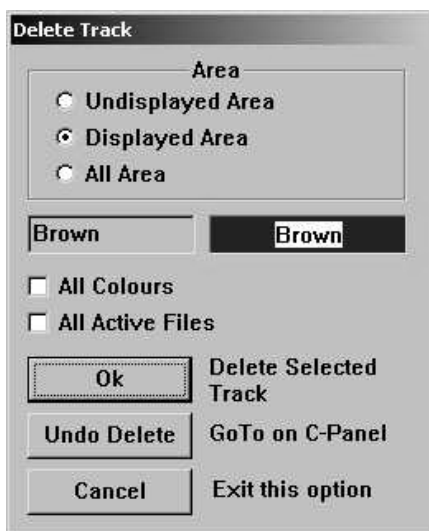 Delete Track
Area
Undisplayed Area
Displayed Area
All Area
Brown Brown
All Colours
All Active Files
Ok Delete Selected
Track
Undo Delete GoTo on C-Panel
Cancel Exit this option